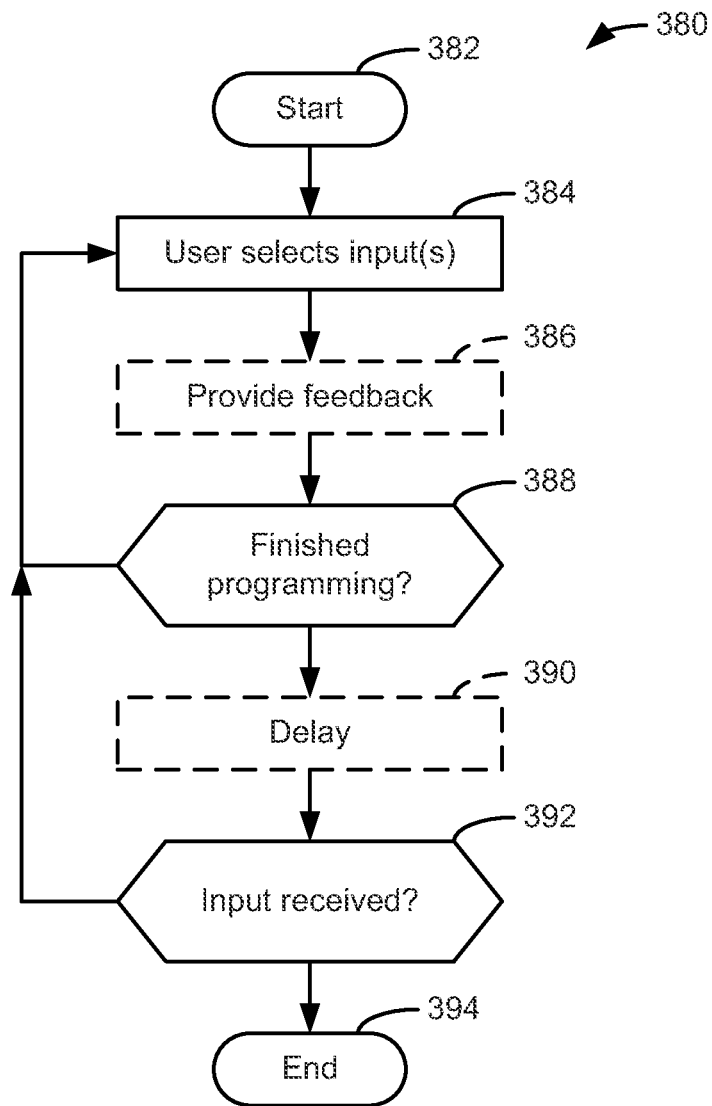 380
382
Start
384
User selects input(s)
386
Provide feedback
388
Finished
programming?
390
Delay
392
Input received?
394
End